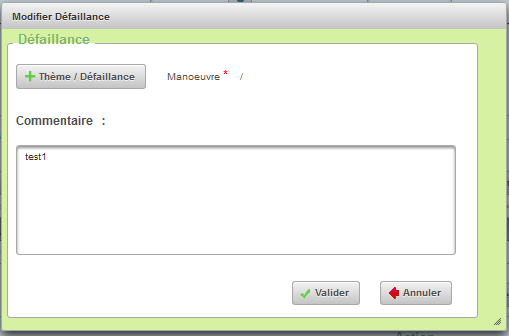 Modifier Défaillance
Défaillance
Thème / Défaillance Manoeuvre * /
Commentaire :
test1
Valider Annuler